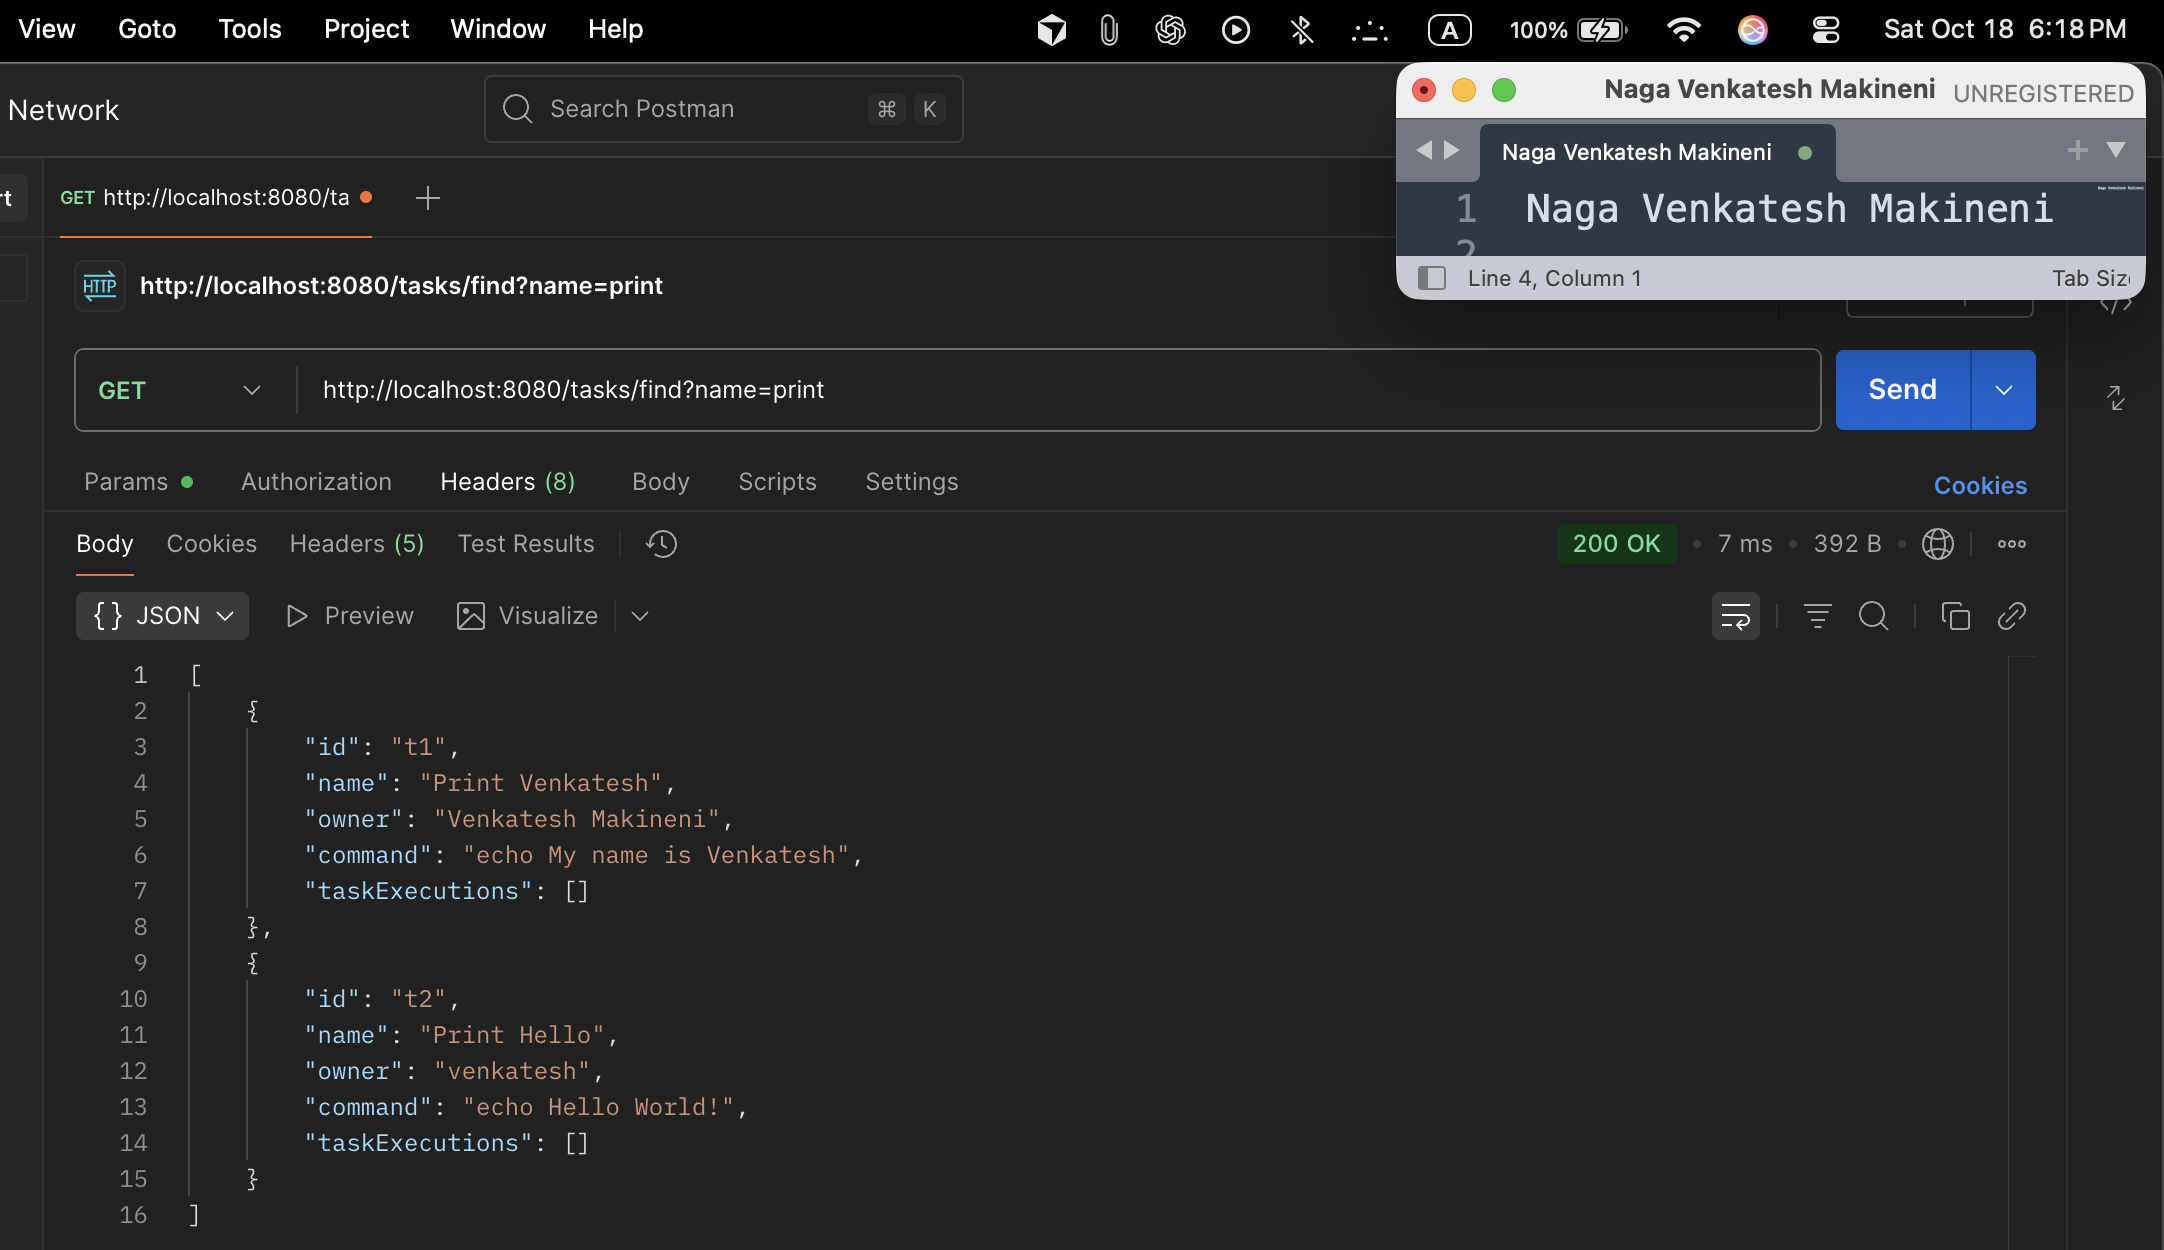 View Goto Tools Project Window Help A 100% Sat Oct 18 6:18 PM
Network
Search Postman ⌘ K
Naga Venkatesh Makineni UNREGISTERED
Naga Venkatesh Makineni
1 Naga Venkatesh Makineni
2
Line 4, Column 1 Tab Siz
GET http://localhost:8080/ta
HTTP http://localhost:8080/tasks/find?name=print
GET http://localhost:8080/tasks/find?name=print Send
Params Authorization Headers (8) Body Scripts Settings Cookies
Body Cookies Headers (5) Test Results 200 OK 7 ms 392 B
{} JSON Preview Visualize
1 [
2 {
3 "id": "t1",
4 "name": "Print Venkatesh",
5 "owner": "Venkatesh Makineni",
6 "command": "echo My name is Venkatesh",
7 "taskExecutions": []
8 },
9 {
10 "id": "t2",
11 "name": "Print Hello",
12 "owner": "venkatesh",
13 "command": "echo Hello World!",
14 "taskExecutions": []
15 }
16 ]